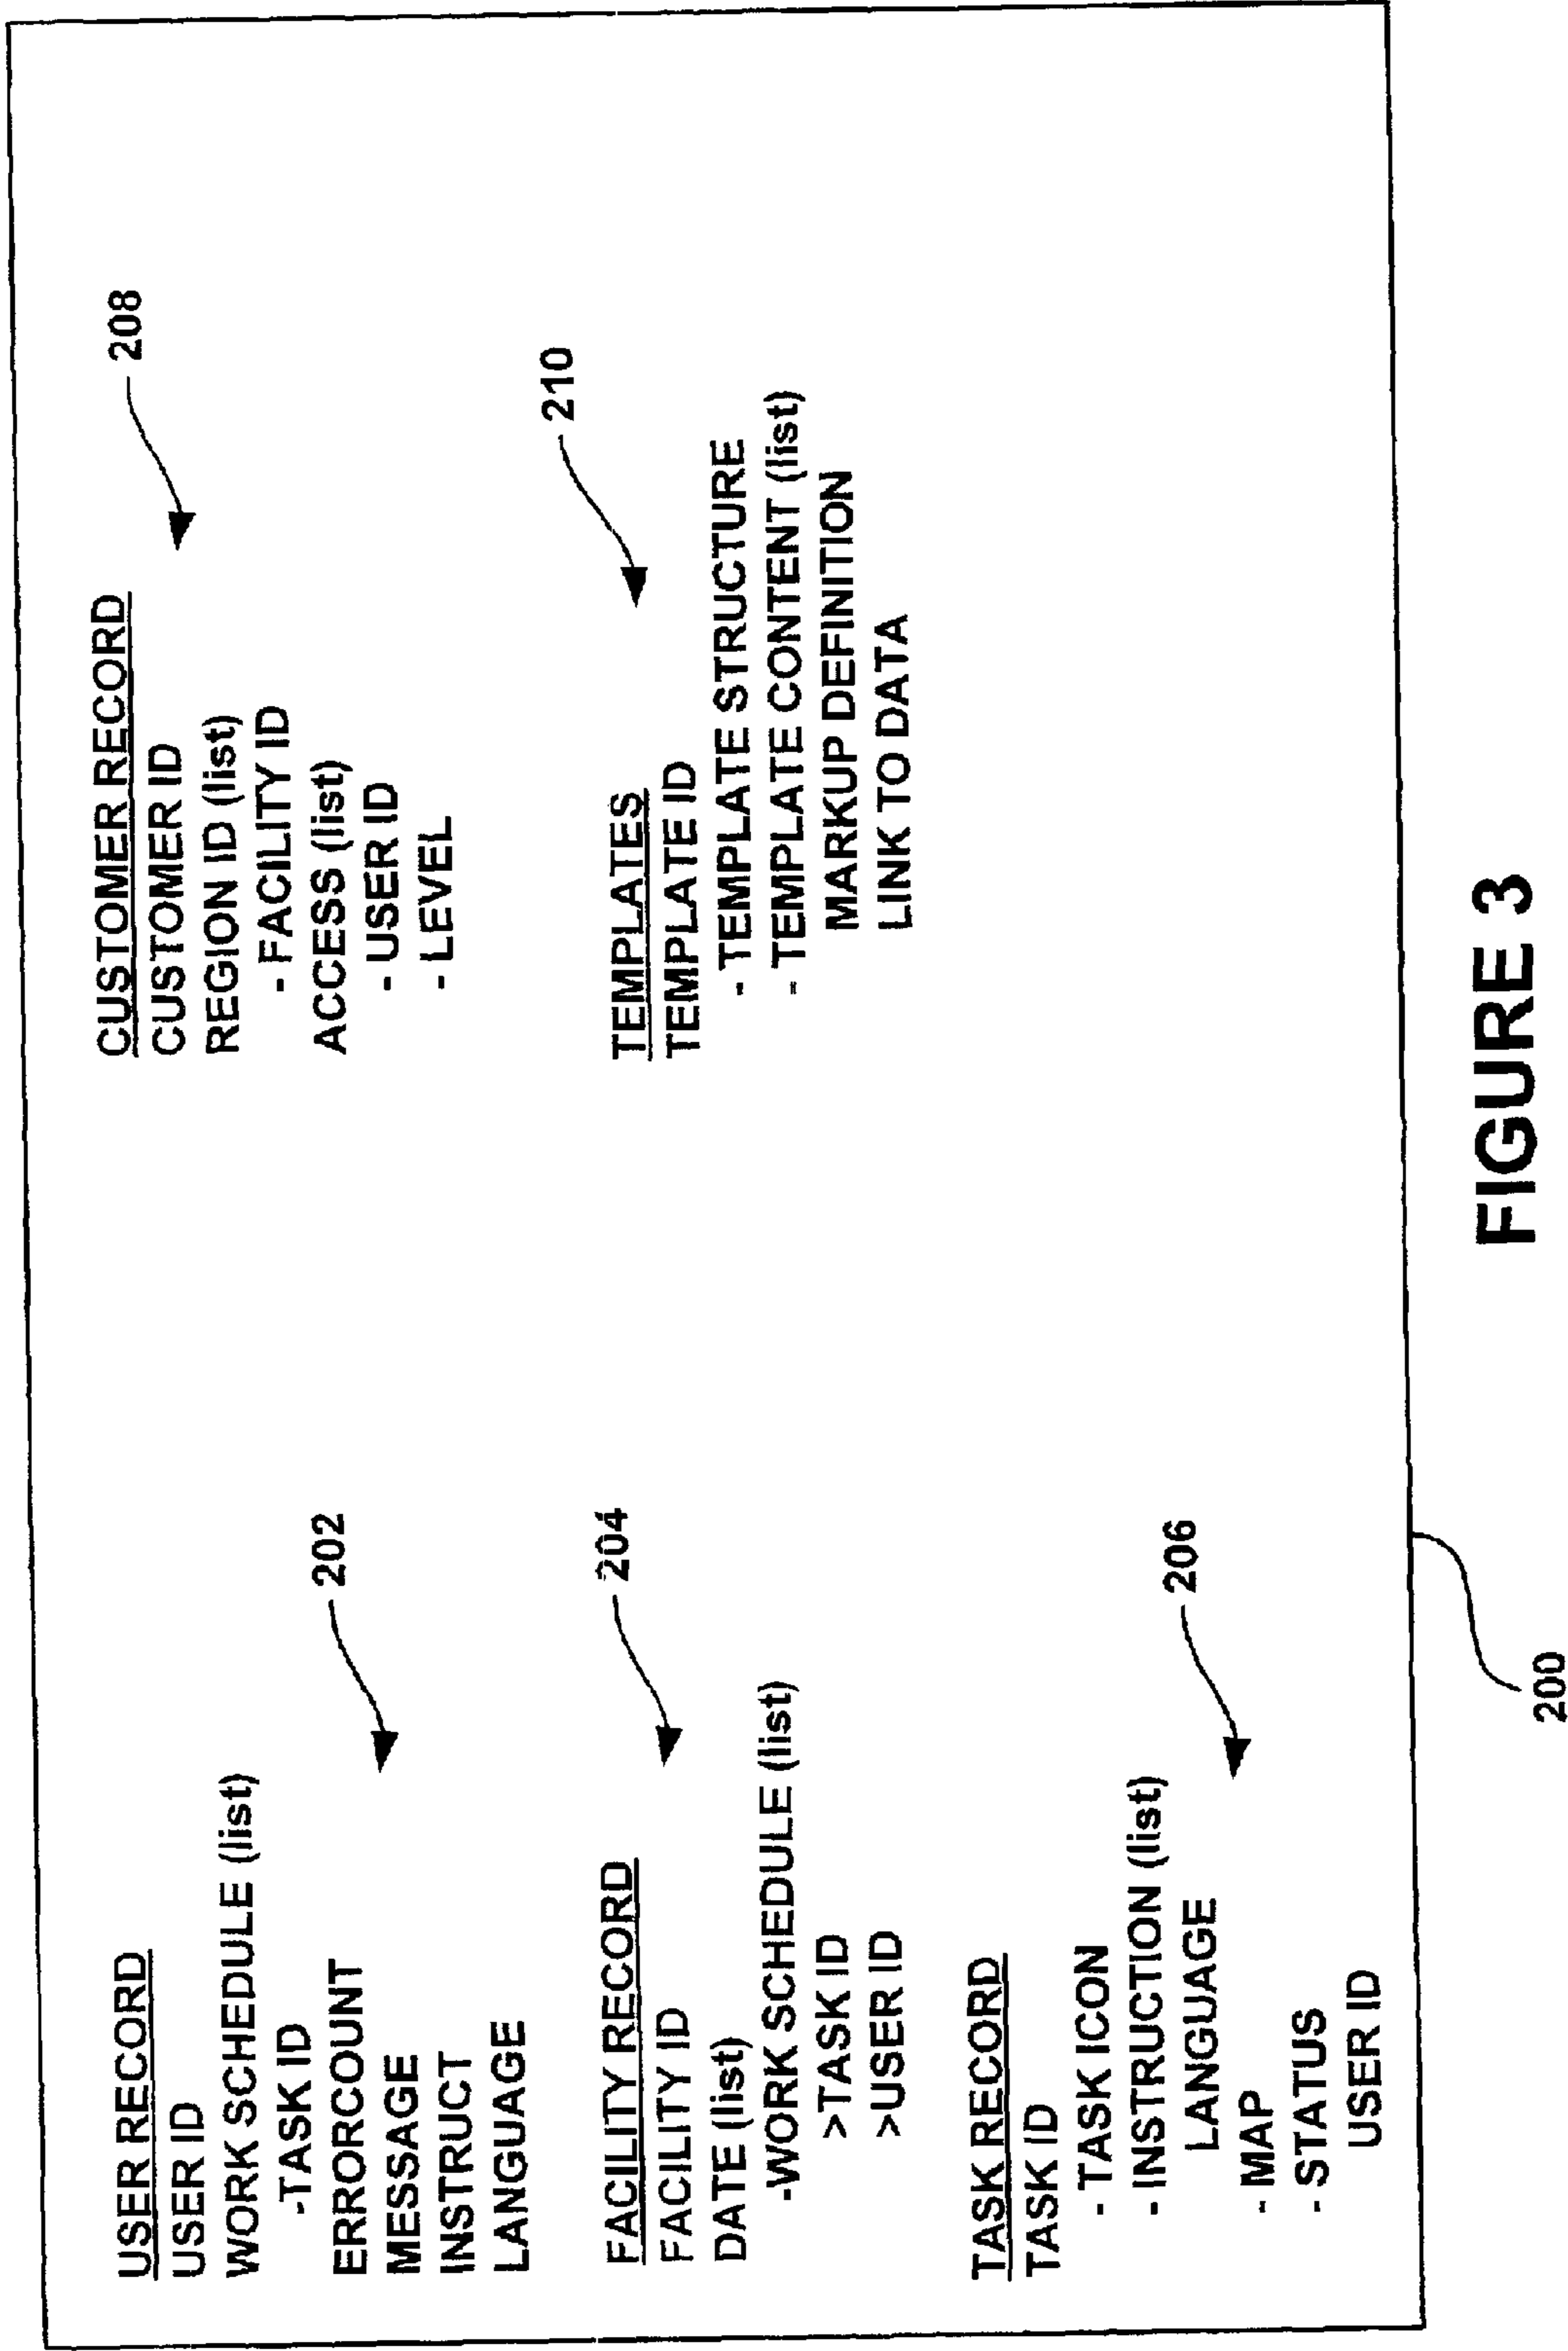 USER RECORD
USER ID
WORK SCHEDULE (list)
-TASK ID
ERRORCOUNT
MESSAGE
INSTRUCT
LANGUAGE
202
FACILITY RECORD
FACILITY ID
DATE (list)
-WORK SCHEDULE (list)
>TASK ID
>USER ID
204
TASK RECORD
TASK ID
- TASK ICON
- INSTRUCTION (list)
LANGUAGE
- MAP
- STATUS
USER ID
206
CUSTOMER RECORD
CUSTOMER ID
REGION ID (list)
- FACILITY ID
ACCESS (list)
- USER ID
- LEVEL
208
TEMPLATES
TEMPLATE ID
- TEMPLATE STRUCTURE
- TEMPLATE CONTENT (list)
MARKUP DEFINITION
LINK TO DATA
210
200
FIGURE 3